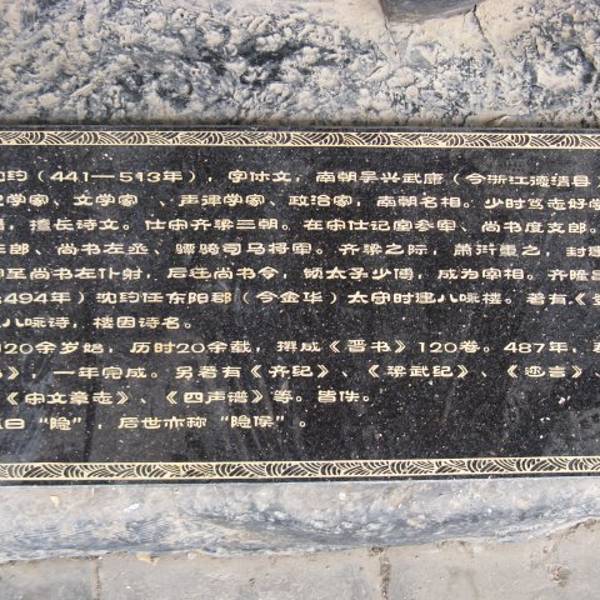 约（441—513年），字休文，南朝吴兴武康（今浙江德清县）
学家、文学家 、声律学家、政治家，南朝名相。少时笃志好学
，擅长诗文。仕宋齐梁三朝。在宋仕记室参军、尚书度支郎。
郎、尚书左丞、骠骑司马将军。齐梁之际，萧衍重之，封建
至尚书左仆射，后迁尚书令，领太子少傅，成为宰相。齐隆昌
494年）沈约任东阳郡（今金华）太守时建八咏楼。著有《
八咏诗，楼因诗名。
20余岁始，历时20余载，撰成《晋书》120卷。487年，
》，一年完成。另著有《齐纪》、《梁武纪》、《迩言》、
《宋文章志》、《四声谱》等。皆佚。
曰“隐”，后世亦称“隐侯”。